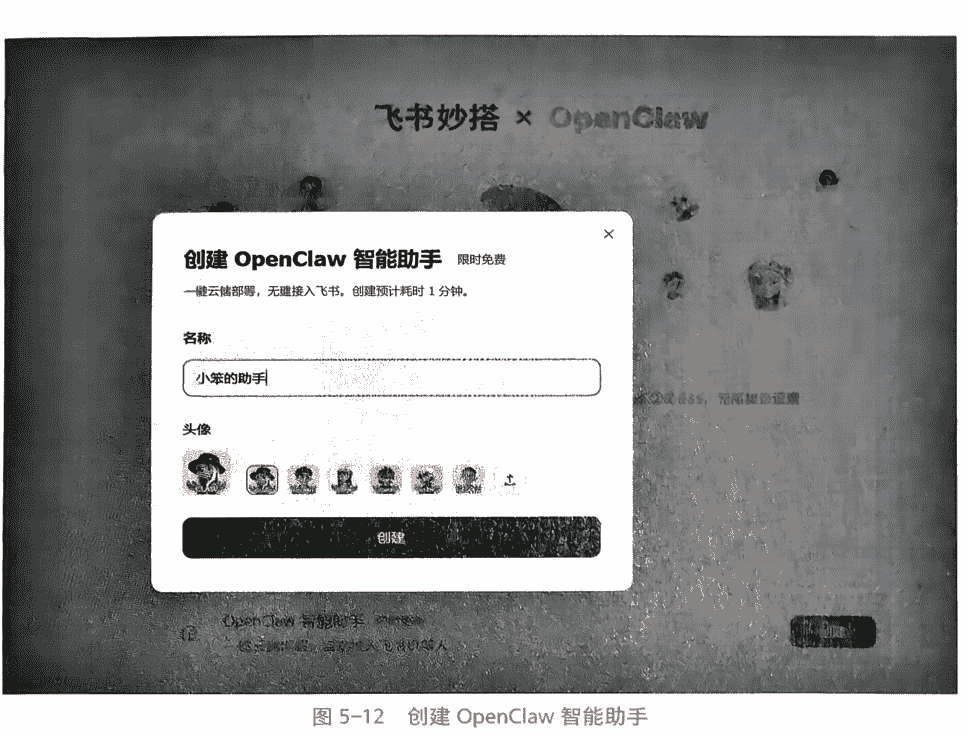 飞书妙搭 × OpenClaw
创建 OpenClaw 智能助手 限时免费
一键云端部署，无缝接入飞书。创建预计耗时 1 分钟。
名称
小笨的助手
头像
创建
OpenClaw 智能助手
图 5-12 创建 OpenClaw 智能助手